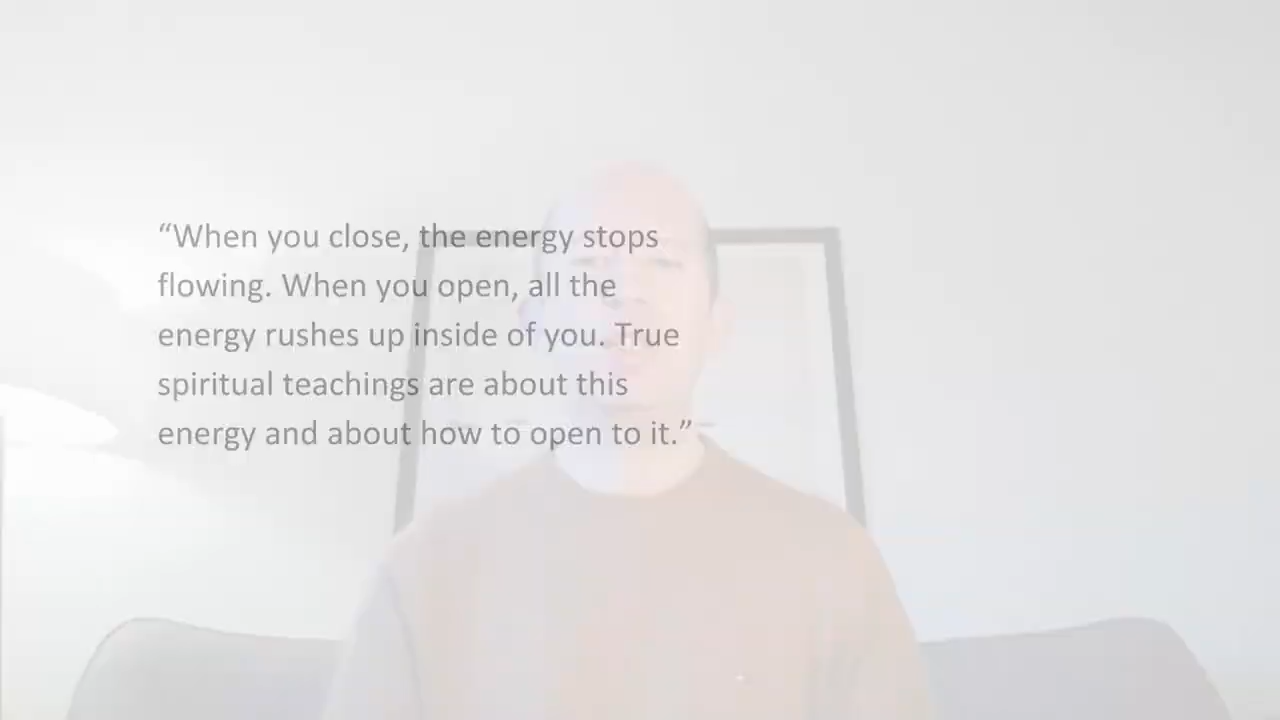 “When you close, the energy stops
flowing. When you open, all the
energy rushes up inside of you. True
spiritual teachings are about this
energy and about how to open to it.”